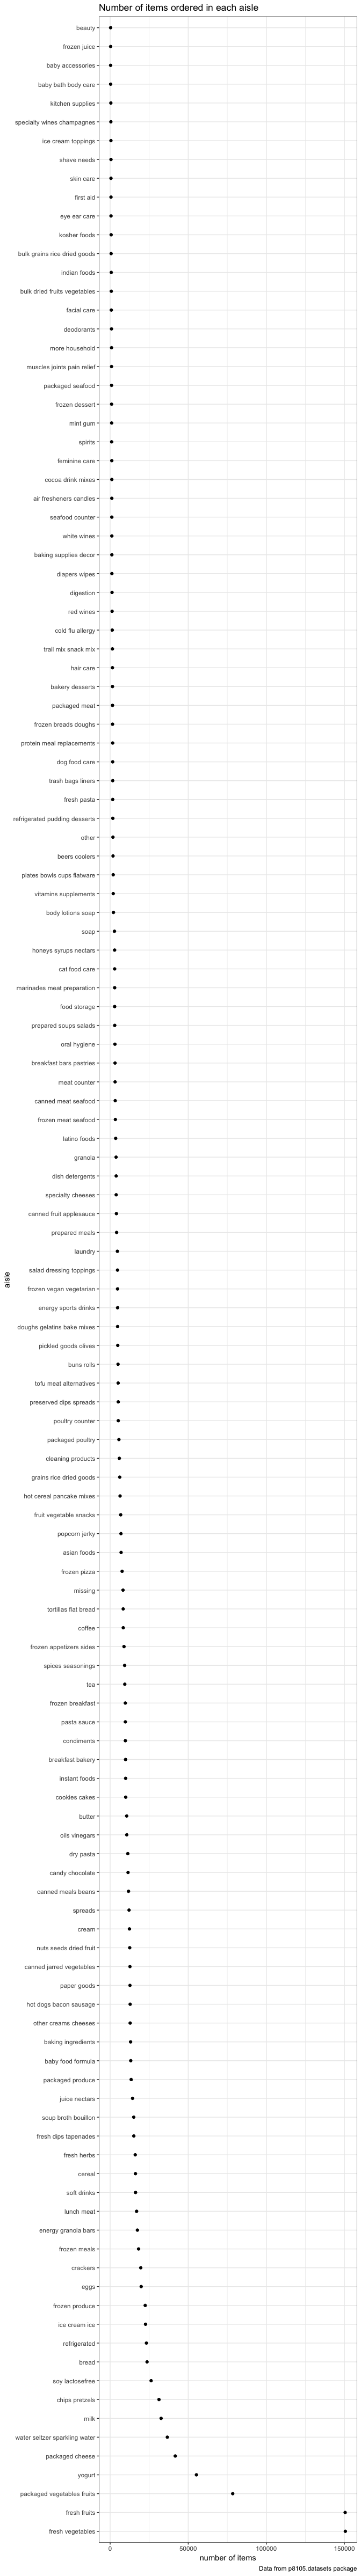 Number of items ordered in each aisle
beauty
frozen juice
baby accessories
baby bath body care
kitchen supplies
specialty wines champagnes
ice cream toppings
shave needs
skin care
first aid
eye ear care
kosher foods
bulk grains rice dried goods
indian foods
bulk dried fruits vegetables
facial care
deodorants
more household
muscles joints pain relief
packaged seafood
frozen dessert
mint gum
spirits
feminine care
cocoa drink mixes
air fresheners candles
seafood counter
white wines
baking supplies decor
diapers wipes
digestion
red wines
cold flu allergy
trail mix snack mix
hair care
bakery desserts
packaged meat
frozen breads doughs
protein meal replacements
dog food care
trash bags liners
fresh pasta
refrigerated pudding desserts
other
beers coolers
plates bowls cups flatware
vitamins supplements
body lotions soap
soap
honeys syrups nectars
cat food care
marinades meat preparation
food storage
prepared soups salads
oral hygiene
breakfast bars pastries
meat counter
canned meat seafood
frozen meat seafood
latino foods
granola
dish detergents
specialty cheeses
canned fruit applesauce
prepared meals
laundry
salad dressing toppings
frozen vegan vegetarian
energy sports drinks
doughs gelatins bake mixes
pickled goods olives
buns rolls
tofu meat alternatives
preserved dips spreads
poultry counter
packaged poultry
cleaning products
grains rice dried goods
hot cereal pancake mixes
fruit vegetable snacks
popcorn jerky
asian foods
frozen pizza
missing
tortillas flat bread
coffee
frozen appetizers sides
spices seasonings
tea
frozen breakfast
pasta sauce
condiments
breakfast bakery
instant foods
cookies cakes
butter
oils vinegars
dry pasta
candy chocolate
canned meals beans
spreads
cream
nuts seeds dried fruit
canned jarred vegetables
paper goods
hot dogs bacon sausage
other creams cheeses
baking ingredients
baby food formula
packaged produce
juice nectars
soup broth bouillon
fresh dips tapenades
fresh herbs
cereal
soft drinks
lunch meat
energy granola bars
frozen meals
crackers
eggs
frozen produce
ice cream ice
refrigerated
bread
soy lactosefree
chips pretzels
milk
water seltzer sparkling water
packaged cheese
yogurt
packaged vegetables fruits
fresh fruits
fresh vegetables
aisle
0 50000 100000 150000
number of items
Data from p8105.datasets package